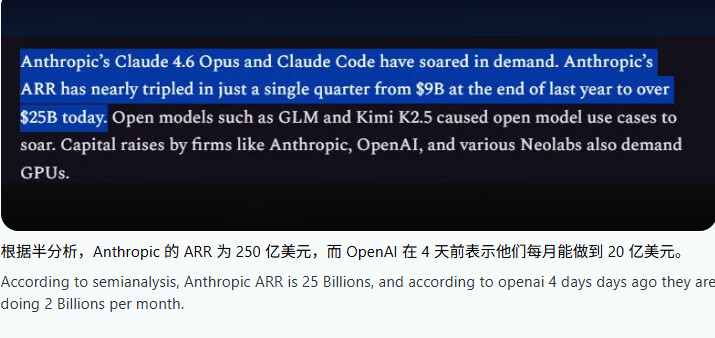 Anthropic’s Claude 4.6 Opus and Claude Code have soared in demand. Anthropic’s
ARR has nearly tripled in just a single quarter from $9B at the end of last year to over
$25B today. Open models such as GLM and Kimi K2.5 caused open model use cases to
soar. Capital raises by firms like Anthropic, OpenAI, and various Neolabs also demand
GPUs.
根据半分析，Anthropic 的 ARR 为 250 亿美元，而 OpenAI 在 4 天前表示他们每月能做到 20 亿美元。
According to semianalysis, Anthropic ARR is 25 Billions, and according to openai 4 days days ago they are
doing 2 Billions per month.